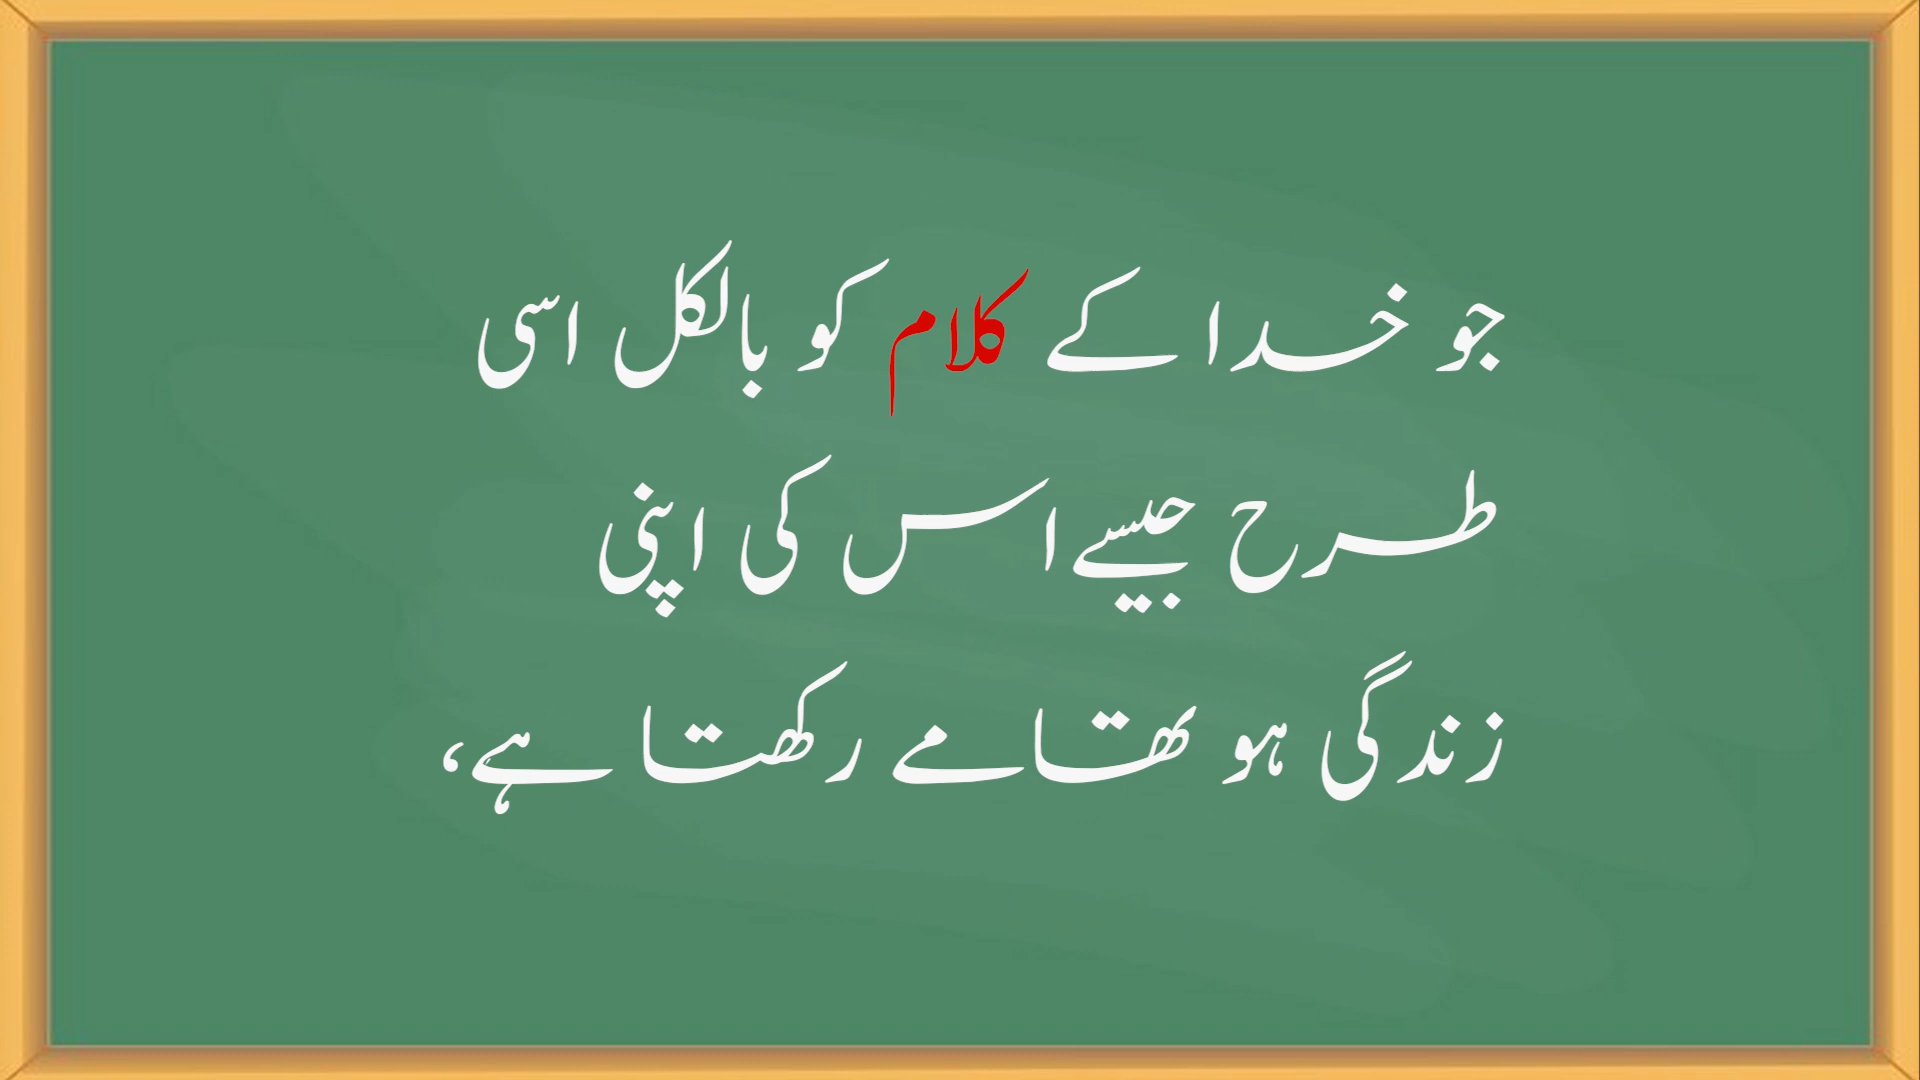 جو خدا کے کلام کو بالکل اسی
طرح جیسے اس کی اپنی
زندگی ہو تھامے رکھتا ہے،